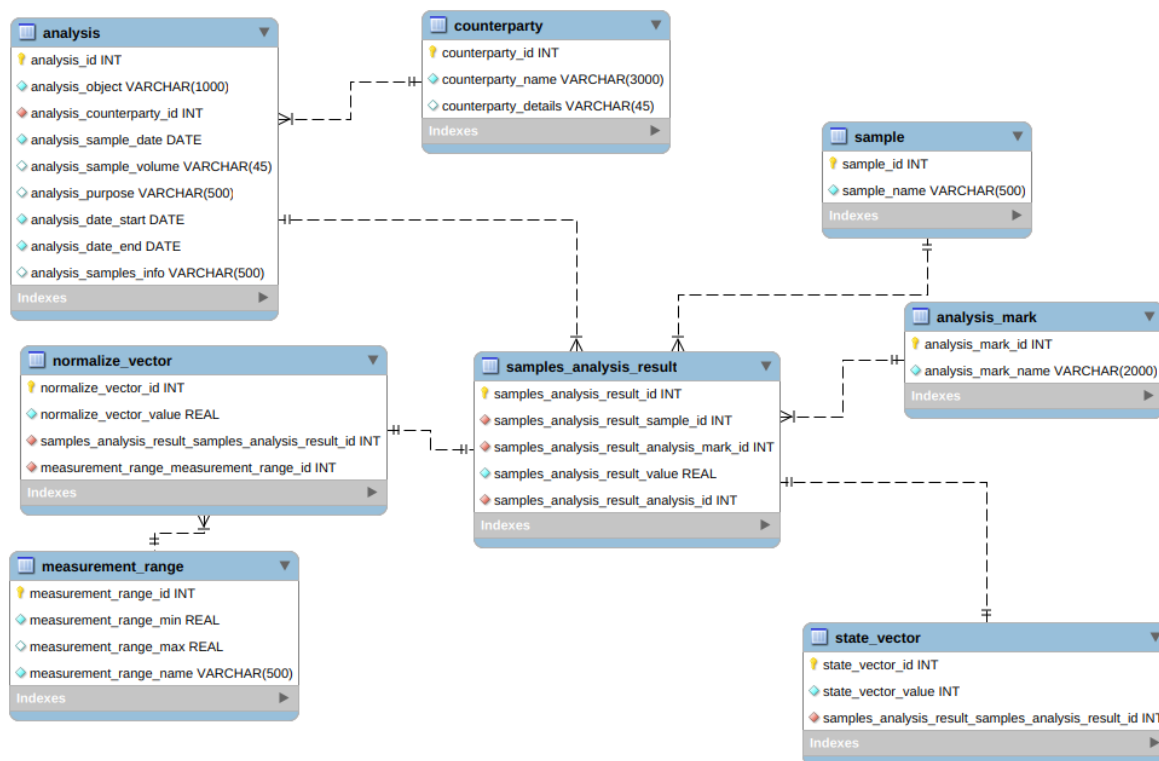 analysis
analysis_id INT
analysis_object VARCHAR(1000)
analysis_counterparty_id INT
analysis_sample_date DATE
analysis_sample_volume VARCHAR(45)
analysis_purpose VARCHAR(500)
analysis_date_start DATE
analysis_date_end DATE
analysis_samples_info VARCHAR(500)
Indexes
counterparty
counterparty_id INT
counterparty_name VARCHAR(3000)
counterparty_details VARCHAR(45)
Indexes
sample
sample_id INT
sample_name VARCHAR(500)
Indexes
analysis_mark
analysis_mark_id INT
analysis_mark_name VARCHAR(2000)
Indexes
normalize_vector
normalize_vector_id INT
normalize_vector_value REAL
samples_analysis_result_samples_analysis_result_id INT
measurement_range_measurement_range_id INT
Indexes
samples_analysis_result
samples_analysis_result_id INT
samples_analysis_result_sample_id INT
samples_analysis_result_analysis_mark_id INT
samples_analysis_result_value REAL
samples_analysis_result_analysis_id INT
Indexes
measurement_range
measurement_range_id INT
measurement_range_min REAL
measurement_range_max REAL
measurement_range_name VARCHAR(500)
Indexes
state_vector
state_vector_id INT
state_vector_value INT
samples_analysis_result_samples_analysis_result_id INT
Indexes